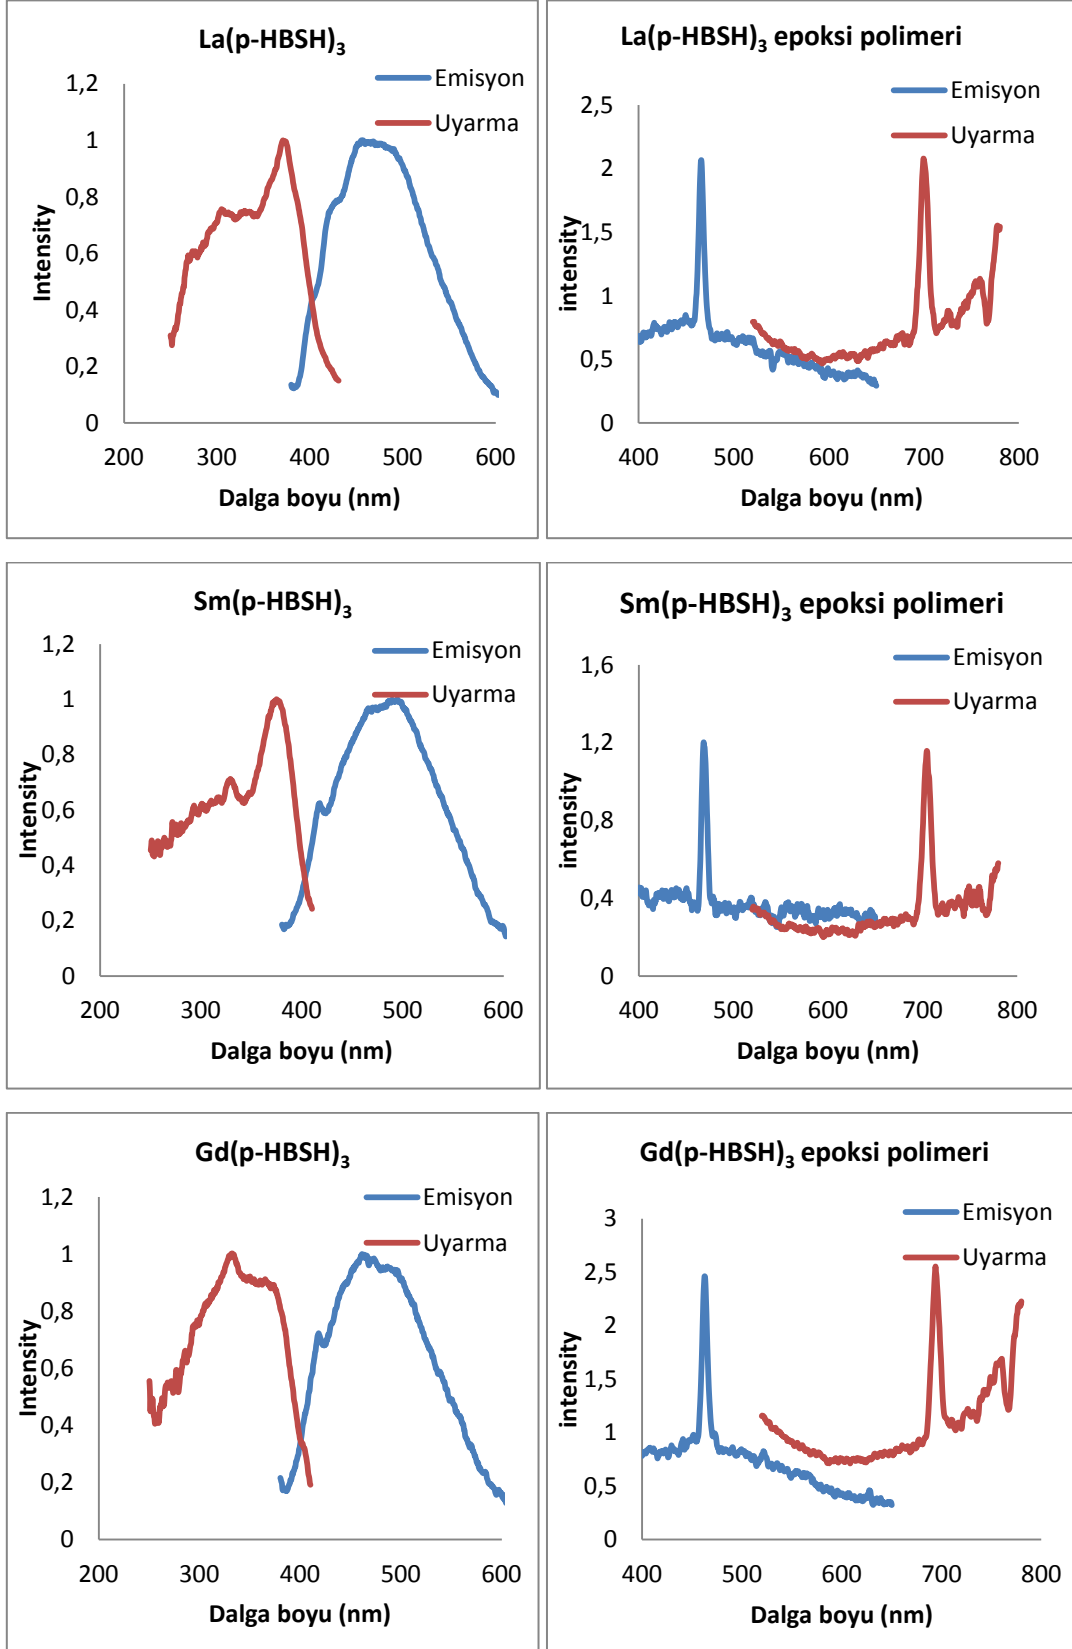 La(p-HBSH)₃
Emisyon
Uyarma
1,2
1
0,8
0,6
0,4
0,2
0
Intensity
200 300 400 500 600
Dalga boyu (nm)
La(p-HBSH)₃ epoksi polimeri
Emisyon
Uyarma
2,5
2
1,5
1
0,5
0
intensity
400 500 600 700 800
Dalga boyu (nm)
Sm(p-HBSH)₃
Emisyon
Uyarma
1,2
1
0,8
0,6
0,4
0,2
0
Intensity
200 300 400 500 600
Dalga boyu (nm)
Sm(p-HBSH)₃ epoksi polimeri
Emisyon
Uyarma
1,6
1,2
0,8
0,4
0
intensity
400 500 600 700 800
Dalga boyu (nm)
Gd(p-HBSH)₃
Emisyon
Uyarma
1,2
1
0,8
0,6
0,4
0,2
0
Intensity
200 300 400 500 600
Dalga boyu (nm)
Gd(p-HBSH)₃ epoksi polimeri
Emisyon
Uyarma
3
2,5
2
1,5
1
0,5
0
intensity
400 500 600 700 800
Dalga boyu (nm)